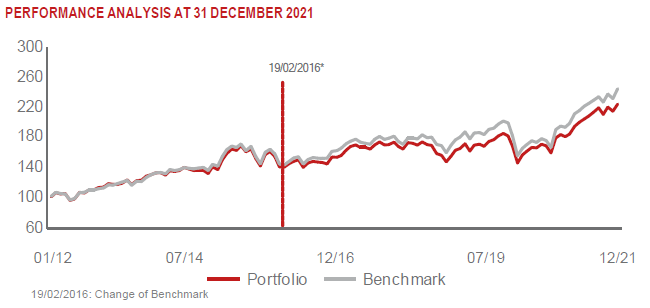 PERFORMANCE ANALYSIS AT 31 DECEMBER 2021
300
260
220
180
140
100
60
19/02/2016*
01/12 07/14 12/16 07/19 12/21
Portfolio Benchmark
19/02/2016: Change of Benchmark